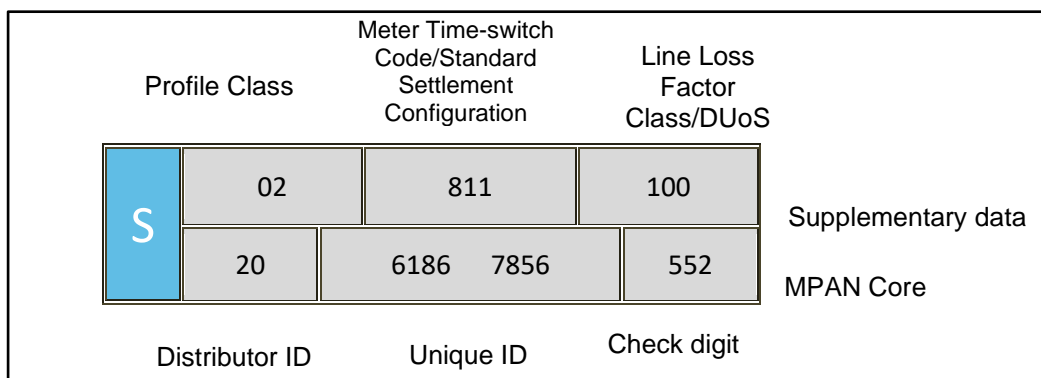 Profile Class
Meter Time-switch
Code/Standard
Settlement
Configuration
Line Loss
Factor
Class/DUoS
S
02 811 100
Supplementary data
20 6186 7856 552
MPAN Core
Distributor ID Unique ID Check digit